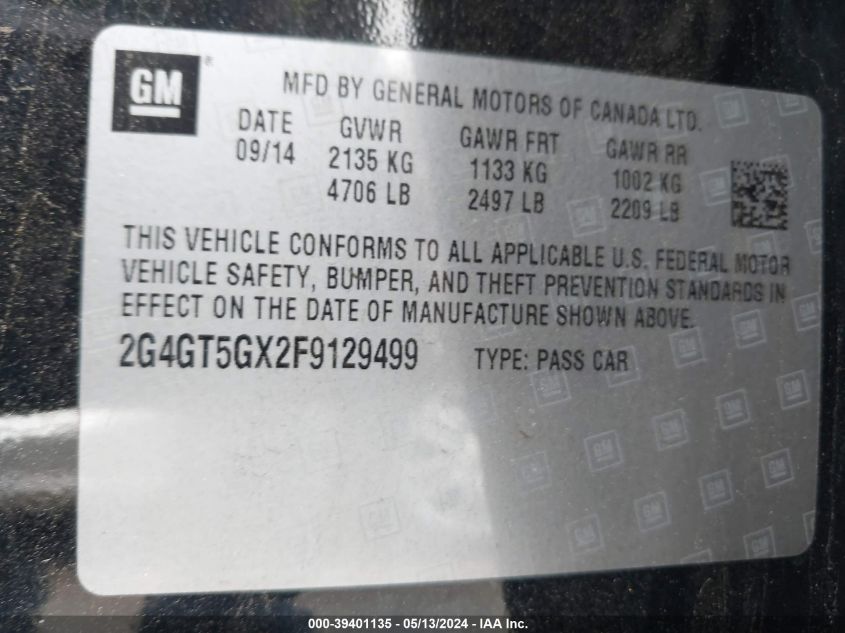 GM®
MFD BY GENERAL MOTORS OF CANADA LTD.
DATE GVWR GAWR FRT GAWR RR
09/14 2135 KG 1133 KG 1002 KG
4706 LB 2497 LB 2209 LB
THIS VEHICLE CONFORMS TO ALL APPLICABLE U.S. FEDERAL MOTOR
VEHICLE SAFETY, BUMPER, AND THEFT PREVENTION STANDARDS IN
EFFECT ON THE DATE OF MANUFACTURE SHOWN ABOVE.
2G4GT5GX2F9129499 TYPE: PASS CAR
000-39401135 - 05/13/2024 - IAA Inc.